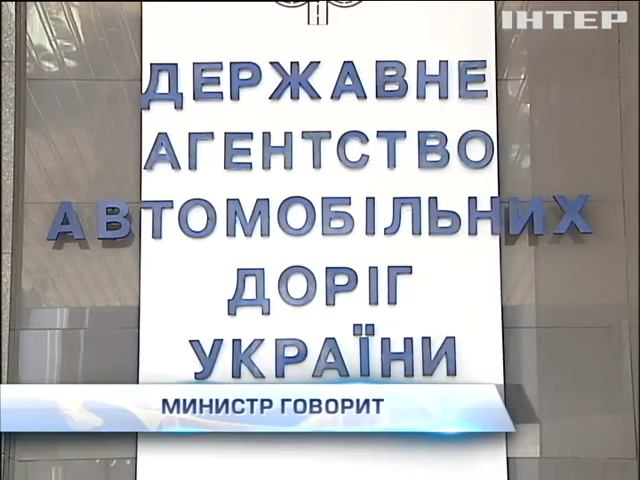 ІНТЕР
ДЕРЖАВНЕ
АГЕНТСТВО
АВТОМОБІЛЬНИХ
ДОРІГ
УКРАЇНИ
МИНИСТР ГОВОРИТ